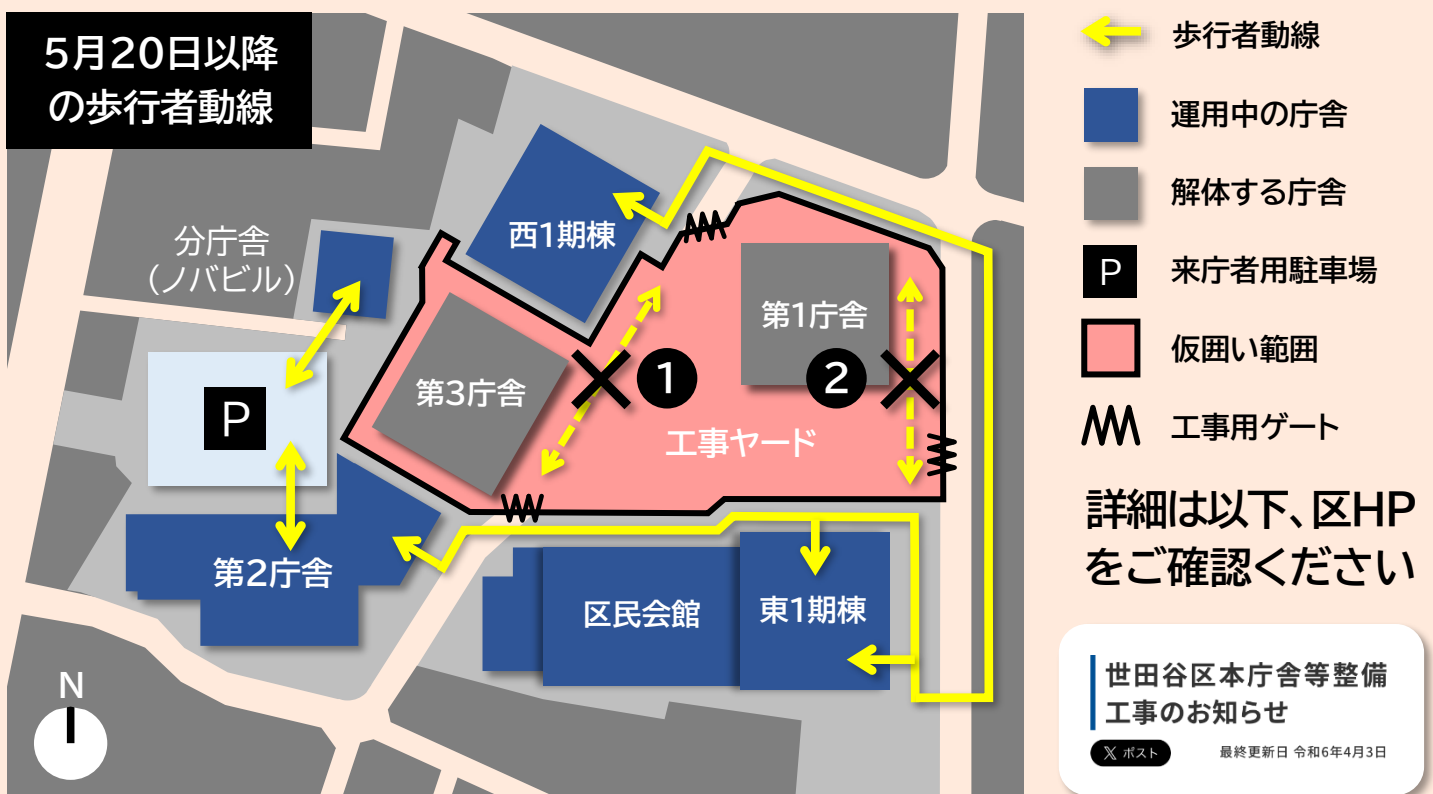 5月20日以降
の歩行者動線
歩行者動線
運用中の庁舎
解体する庁舎
P
来庁者用駐車場
仮囲い範囲
工事用ゲート
詳細は以下、区HP
をご確認ください
世田谷区本庁舎等整備
工事のお知らせ
X ポスト
最終更新日 令和6年4月3日
西1期棟
分庁舎
(ノバビル)
第1庁舎
第3庁舎
1
2
P
工事ヤード
第2庁舎
区民会館
東1期棟
N